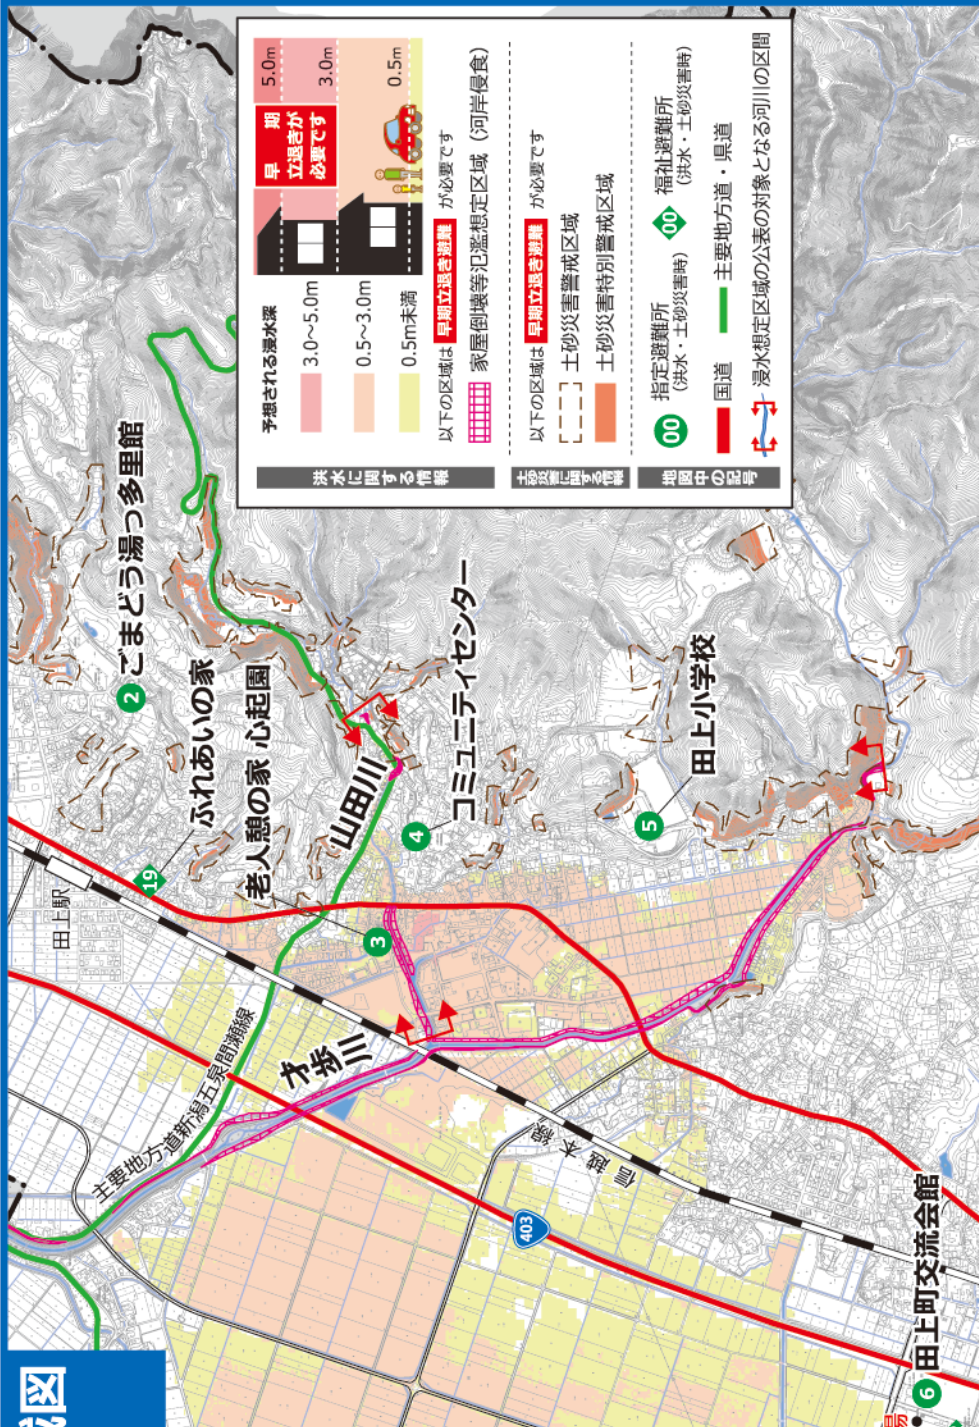 図
予想される浸水深
3.0～5.0m
0.5～3.0m
0.5m未満
早期
立退きが
必要です
5.0m
3.0m
0.5m
以下の区域は 早期立退き避難 が必要です
家屋倒壊等氾濫想定区域（河岸侵食）
洪水に関する情報
以下の区域は 早期立退き避難 が必要です
土砂災害警戒区域
土砂災害特別警戒区域
土砂災害に関する情報
00 指定避難所
（洪水・土砂災害時）
00 福祉避難所
（洪水・土砂災害時）
国道
主要地方道・県道
浸水想定区域の公表の対象となる河川の区間
地図中の記号
2 ごまどう湯っ多里館
ふれあいの家
19
老人憩の家 心起園
3
山田川
4
コミュニティセンター
5
田上小学校
田上駅
主要地方道新潟五泉間瀬線
才歩川
信越本線
403
6 田上町交流会館
場